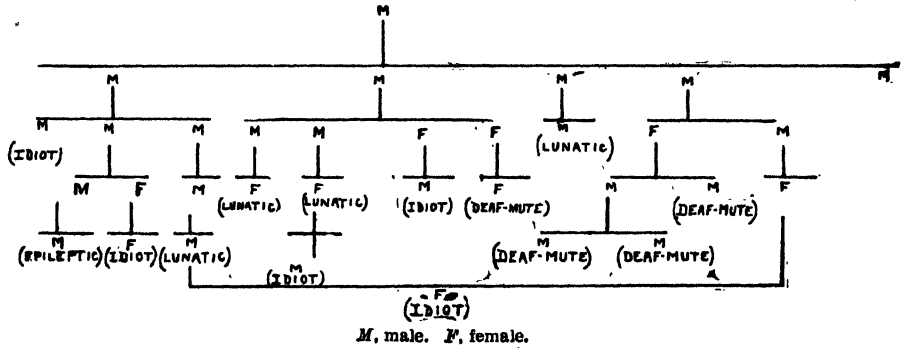 M
M M M M M
M M M M M F F M F M
(IDIOT) (LUNATIC)
M F M F F M F M M F
(LUNATIC) (LUNATIC) (IDIOT) (DEAF-MUTE) (DEAF-MUTE)
M F M M M
(EPILEPTIC) (IDIOT) (LUNATIC) (DEAF-MUTE) (DEAF-MUTE)
M
(IDIOT)
F
(IDIOT)
M, male. F, female.